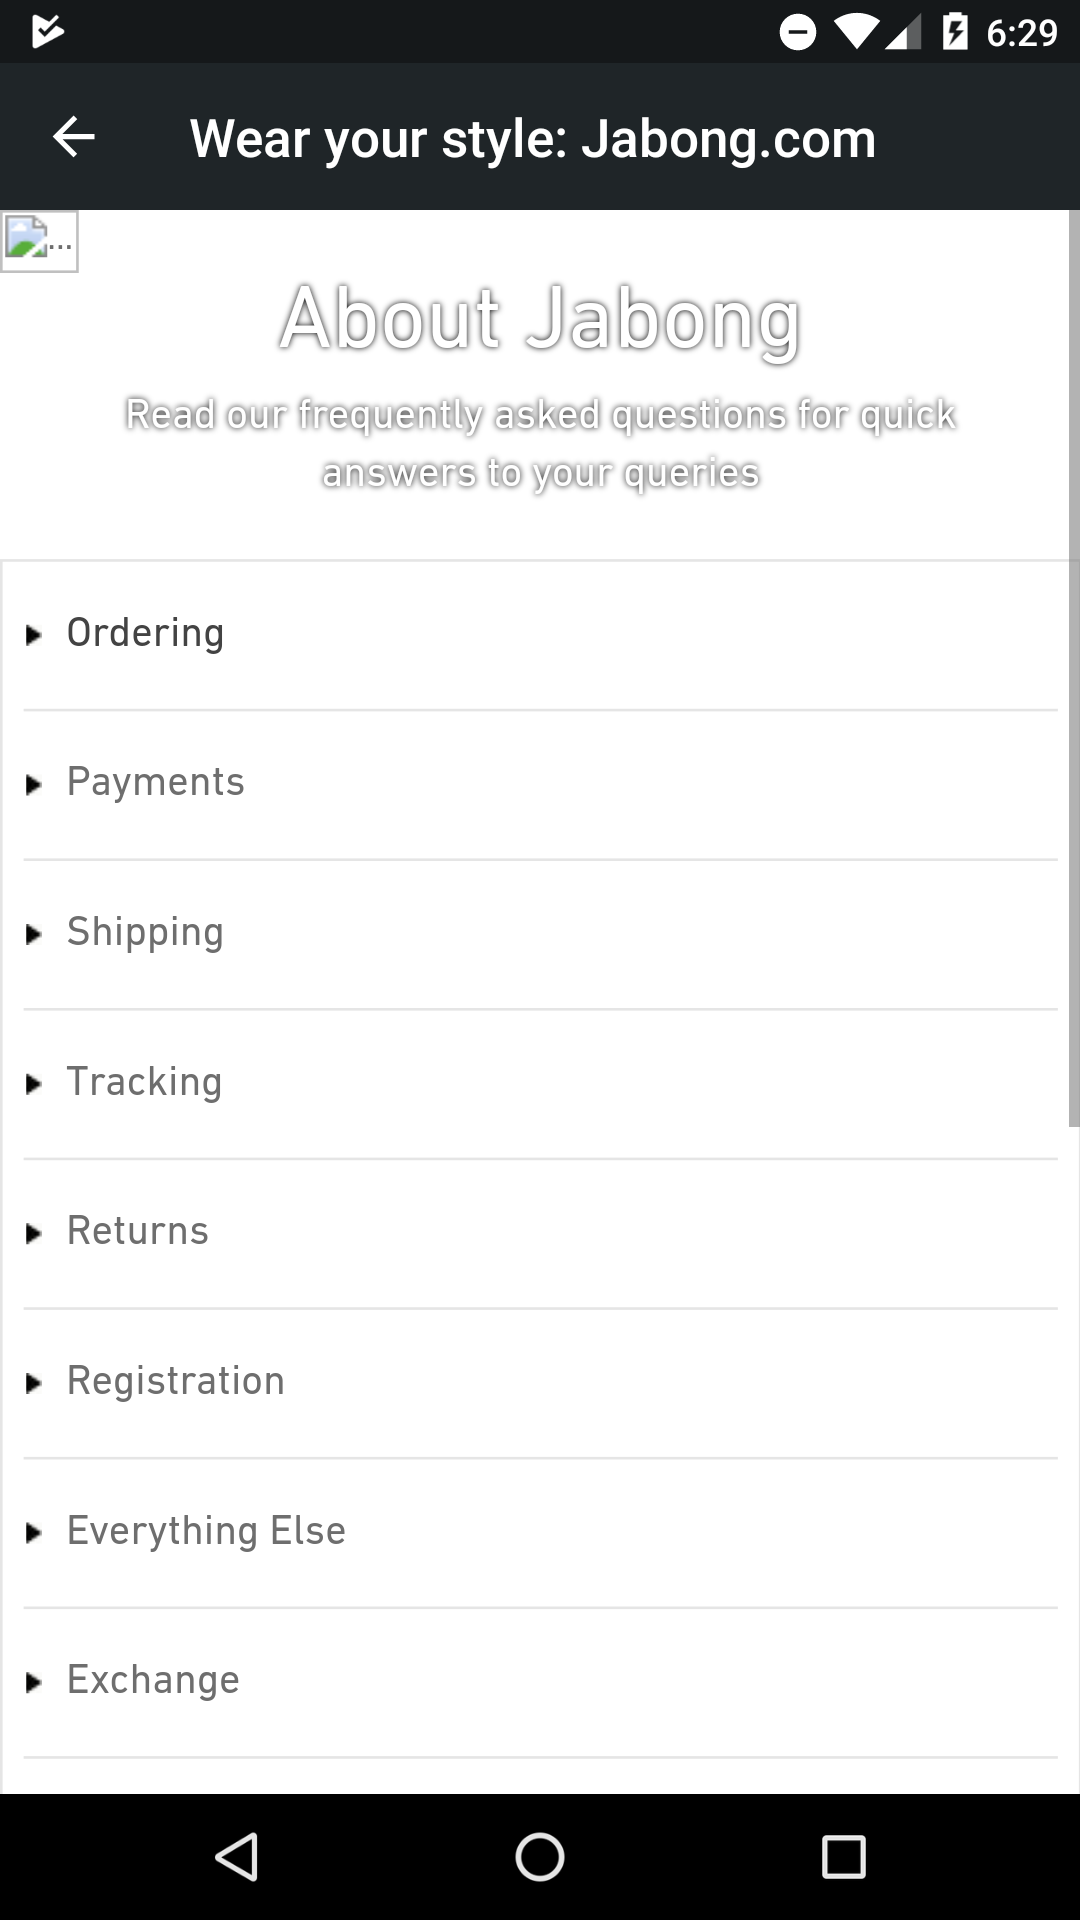 6:29
Wear your style: Jabong.com
...
About Jabong
Read our frequently asked questions for quick
answers to your queries
Ordering
Payments
Shipping
Tracking
Returns
Registration
Everything Else
Exchange